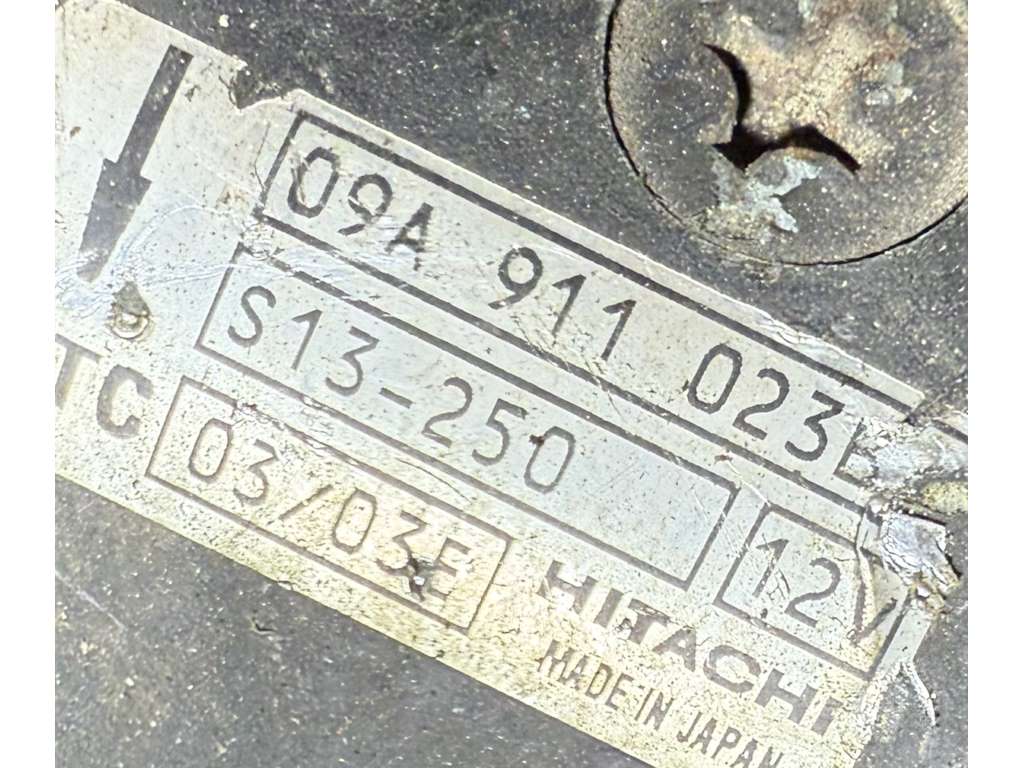 09A 911 023
S13-250 12V
TC 03/03E HITACHI
MADE IN JAPAN